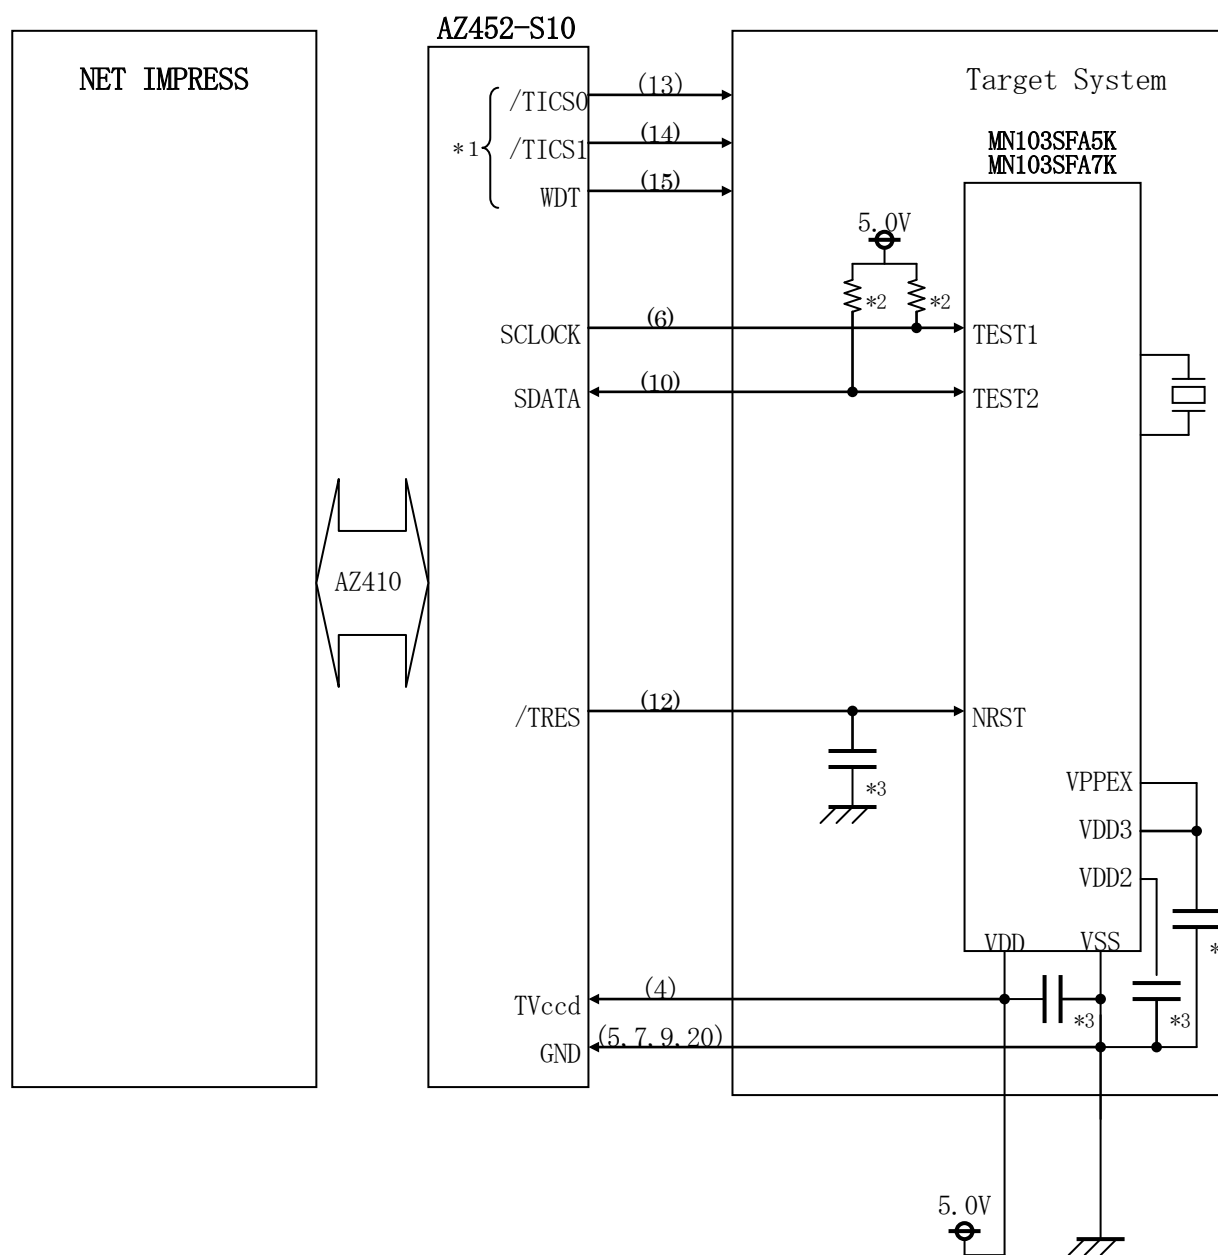 AZ452-S10
NET IMPRESS
Target System
/TICS0
(13)
*1
/TICS1
(14)
MN103SFA5K
MN103SFA7K
WDT
(15)
5.0V
*2
*2
SCLOCK
(6)
TEST1
SDATA
(10)
TEST2
AZ410
/TRES
(12)
NRST
*3
VPPEX
VDD3
VDD2
VDD
VSS
*
TVccd
(4)
*3
*3
GND
(5.7.9.20)
5.0V